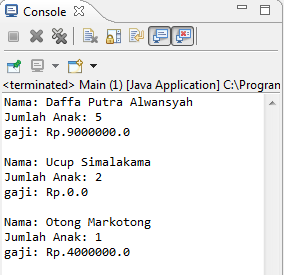 Console
<terminated> Main (1) [Java Application] C:\Program
Nama: Daffa Putra Alwansyah
Jumlah Anak: 5
gaji: Rp.9000000.0
Nama: Ucup Simalakama
Jumlah Anak: 2
gaji: Rp.0.0
Nama: Otong Markotong
Jumlah Anak: 1
gaji: Rp.4000000.0